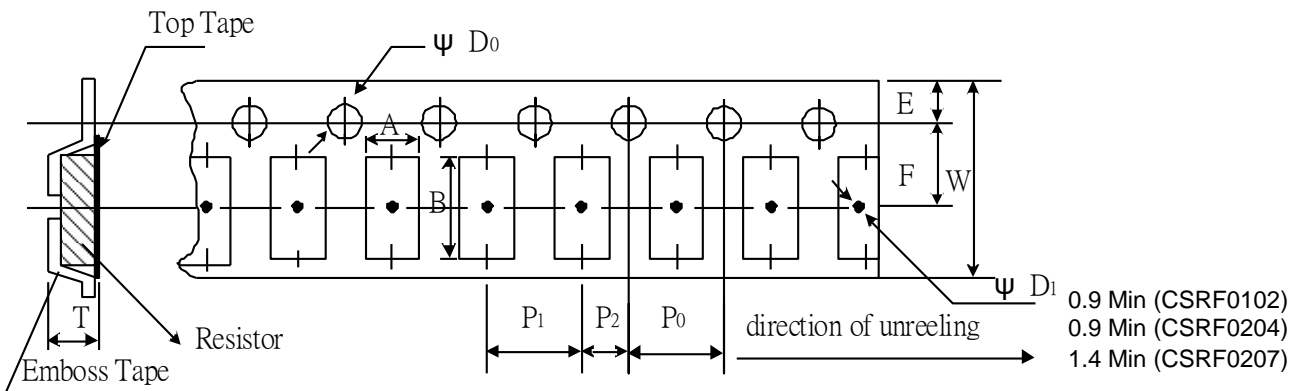 Top Tape
Ψ D0
E
A
F
W
B
Ψ D1
0.9 Min (CSRF0102)
0.9 Min (CSRF0204)
1.4 Min (CSRF0207)
T
P1
P2
P0
direction of unreeling
Resistor
Emboss Tape